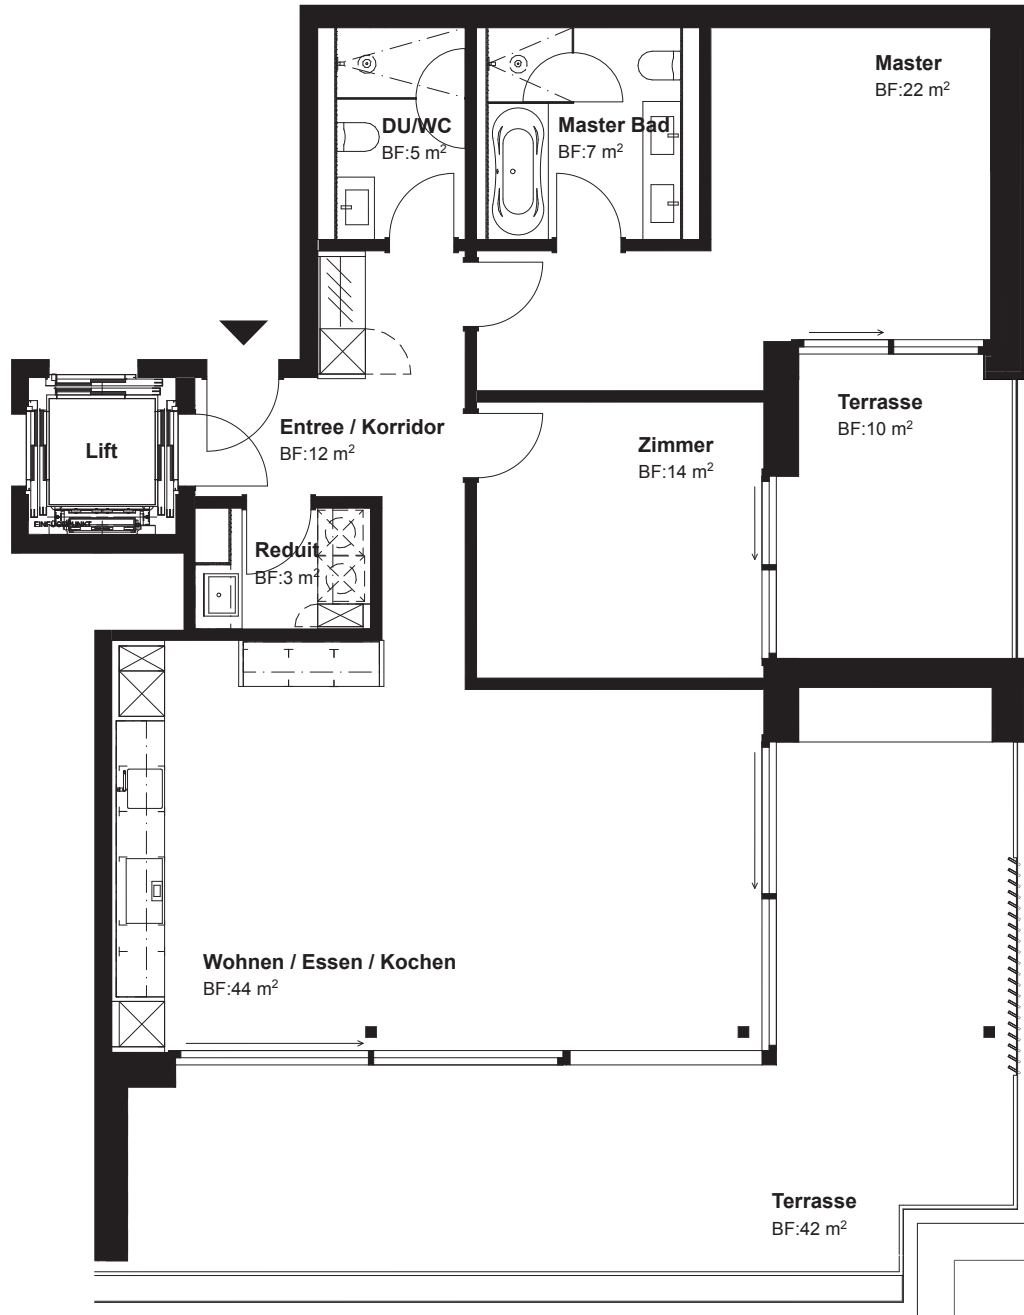 Master
BF:22 m²
DU/WC
BF:5 m²
Master Bad
BF:7 m²
Terrasse
BF:10 m²
Entree / Korridor
BF:12 m²
Zimmer
BF:14 m²
Lift
EINFÜGEPUNKT
Reduit
BF:3 m²
Wohnen / Essen / Kochen
BF:44 m²
Terrasse
BF:42 m²